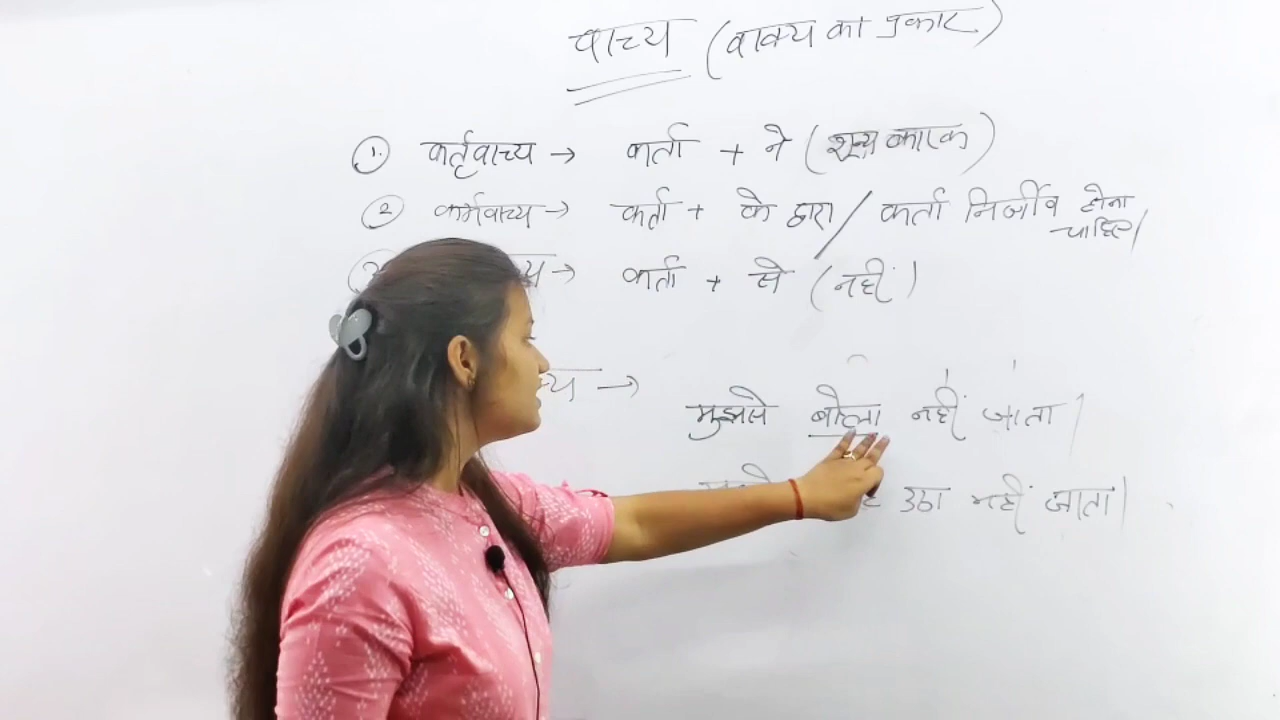 वाच्य (वाक्य का प्रकार)
1. कर्तृवाच्य → कर्ता + ने (शून्य कारक)
2 कर्मवाच्य → कर्ता + के द्वारा / कर्ता निर्जीव होना चाहिए।
→ कर्ता + से (नहीं)
→ मुझसे बोला नहीं जाता।
उठा नहीं जाता।